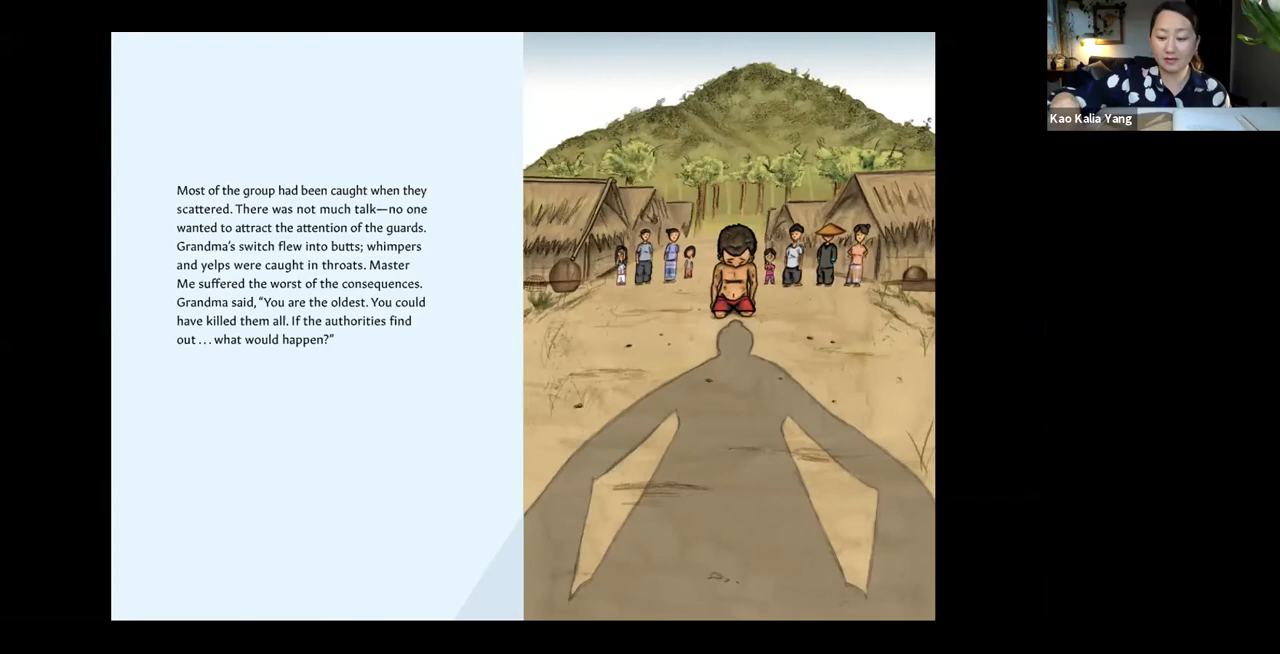 Most of the group had been caught when they
scattered. There was not much talk—no one
wanted to attract the attention of the guards.
Grandma's switch flew into butts; whimpers
and yelps were caught in throats. Master
Me suffered the worst of the consequences.
Grandma said, “You are the oldest. You could
have killed them all. If the authorities find
out . . . what would happen?”
Kao Kalia Yang